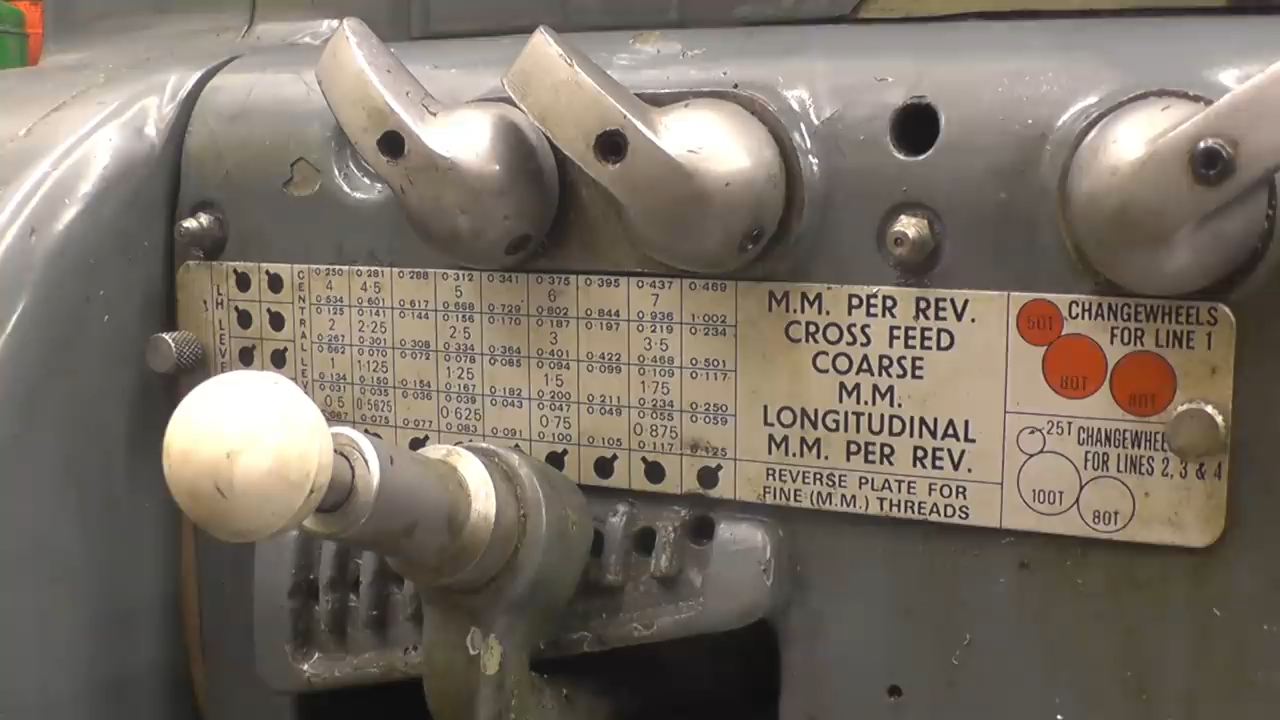 L H LEVE
CENTRAL LEV
0·250 0·281 0·288 0·312 0·341 0·375 0·395 0·437 0·469
4 4·5 5 6 7
0·534 0·601 0·617 0·668 0·729 0·802 0·844 0·936 1·002
0·125 0·141 0·144 0·156 0·170 0·187 0·197 0·219 0·234
2 2·25 2·5 3 3·5
0·267 0·301 0·308 0·334 0·364 0·401 0·422 0·468 0·501
0·062 0·070 0·072 0·078 0·085 0·094 0·099 0·109 0·117
1 1·125 1·25 1·5 1·75
0·134 0·150 0·154 0·167 0·182 0·200 0·211 0·234 0·250
0·031 0·035 0·036 0·039 0·043 0·047 0·049 0·055 0·059
0·5 0·5625 0·625 0·75 0·875
0·075 0·077 0·083 0·091 0·100 0·105 0·117 0·125
M.M. PER REV.
CROSS FEED
COARSE
M.M.
LONGITUDINAL
M.M. PER REV.
REVERSE PLATE FOR
FINE (M.M.) THREADS
CHANGEWHEELS
FOR LINE 1
80T
25T CHANGEWHEE
FOR LINES 2, 3 & 4
100T
80T